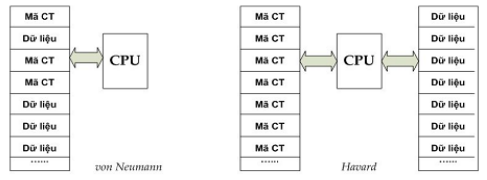 Mã CT
Dữ liệu
Mã CT
Mã CT
Dữ liệu
Dữ liệu
Dữ liệu
......
CPU
von Neumann
Mã CT
Mã CT
Mã CT
Mã CT
Mã CT
Mã CT
Mã CT
......
CPU
Dữ liệu
Dữ liệu
Dữ liệu
Dữ liệu
Dữ liệu
Dữ liệu
Dữ liệu
......
Havard